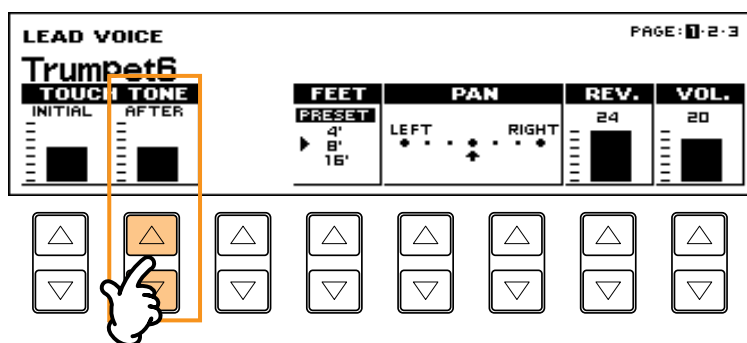 LEAD VOICE PAGE:1·2·3
Trumpet6
TOUCH TONE FEET PAN REV. VOL.
INITIAL AFTER PRESET 24 20
4' LEFT RIGHT
8'
16'